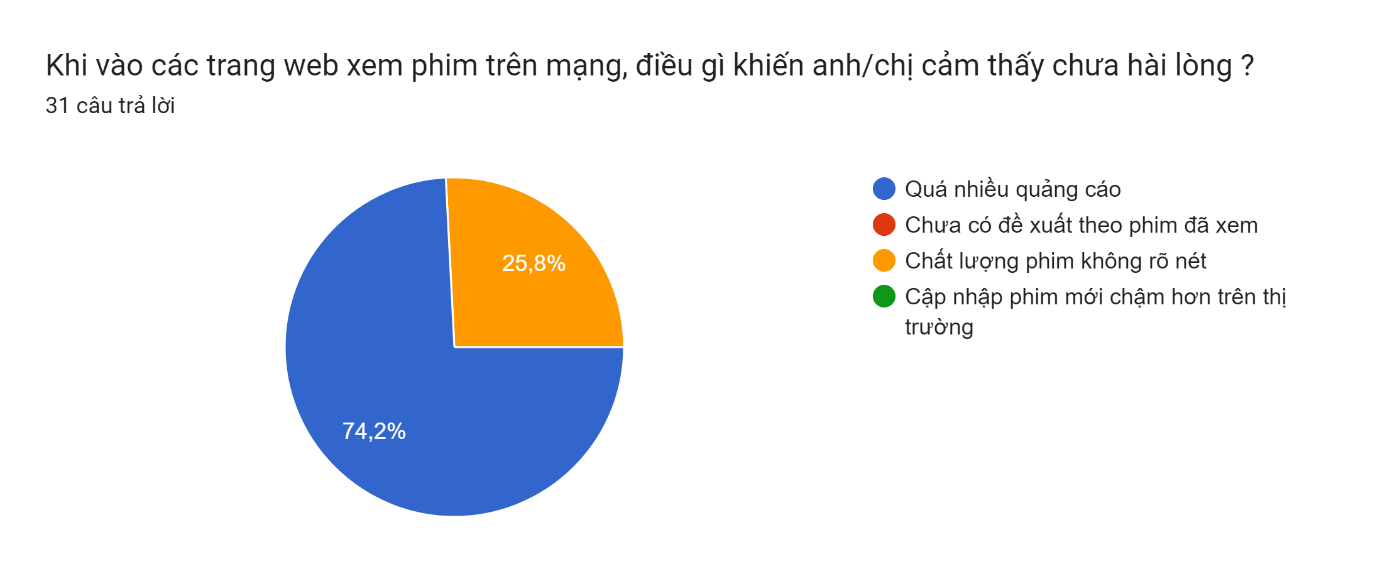 Khi vào các trang web xem phim trên mạng, điều gì khiến anh/chị cảm thấy chưa hài lòng ?
31 câu trả lời
Quá nhiều quảng cáo
Chưa có đề xuất theo phim đã xem
Chất lượng phim không rõ nét
Cập nhập phim mới chậm hơn trên thị
trường
25,8%
74,2%